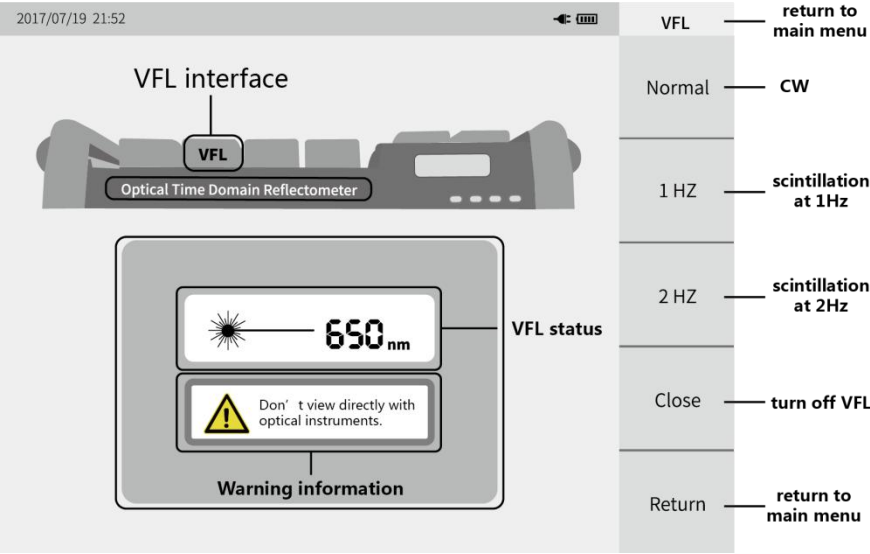 2017/07/19 21:52
VFL
return to
main menu
VFL interface
Normal
CW
VFL
Optical Time Domain Reflectometer
1 HZ
scintillation
at 1Hz
2 HZ
scintillation
at 2Hz
650 nm
VFL status
Don’ t view directly with
optical instruments.
Close
turn off VFL
Warning information
Return
return to
main menu